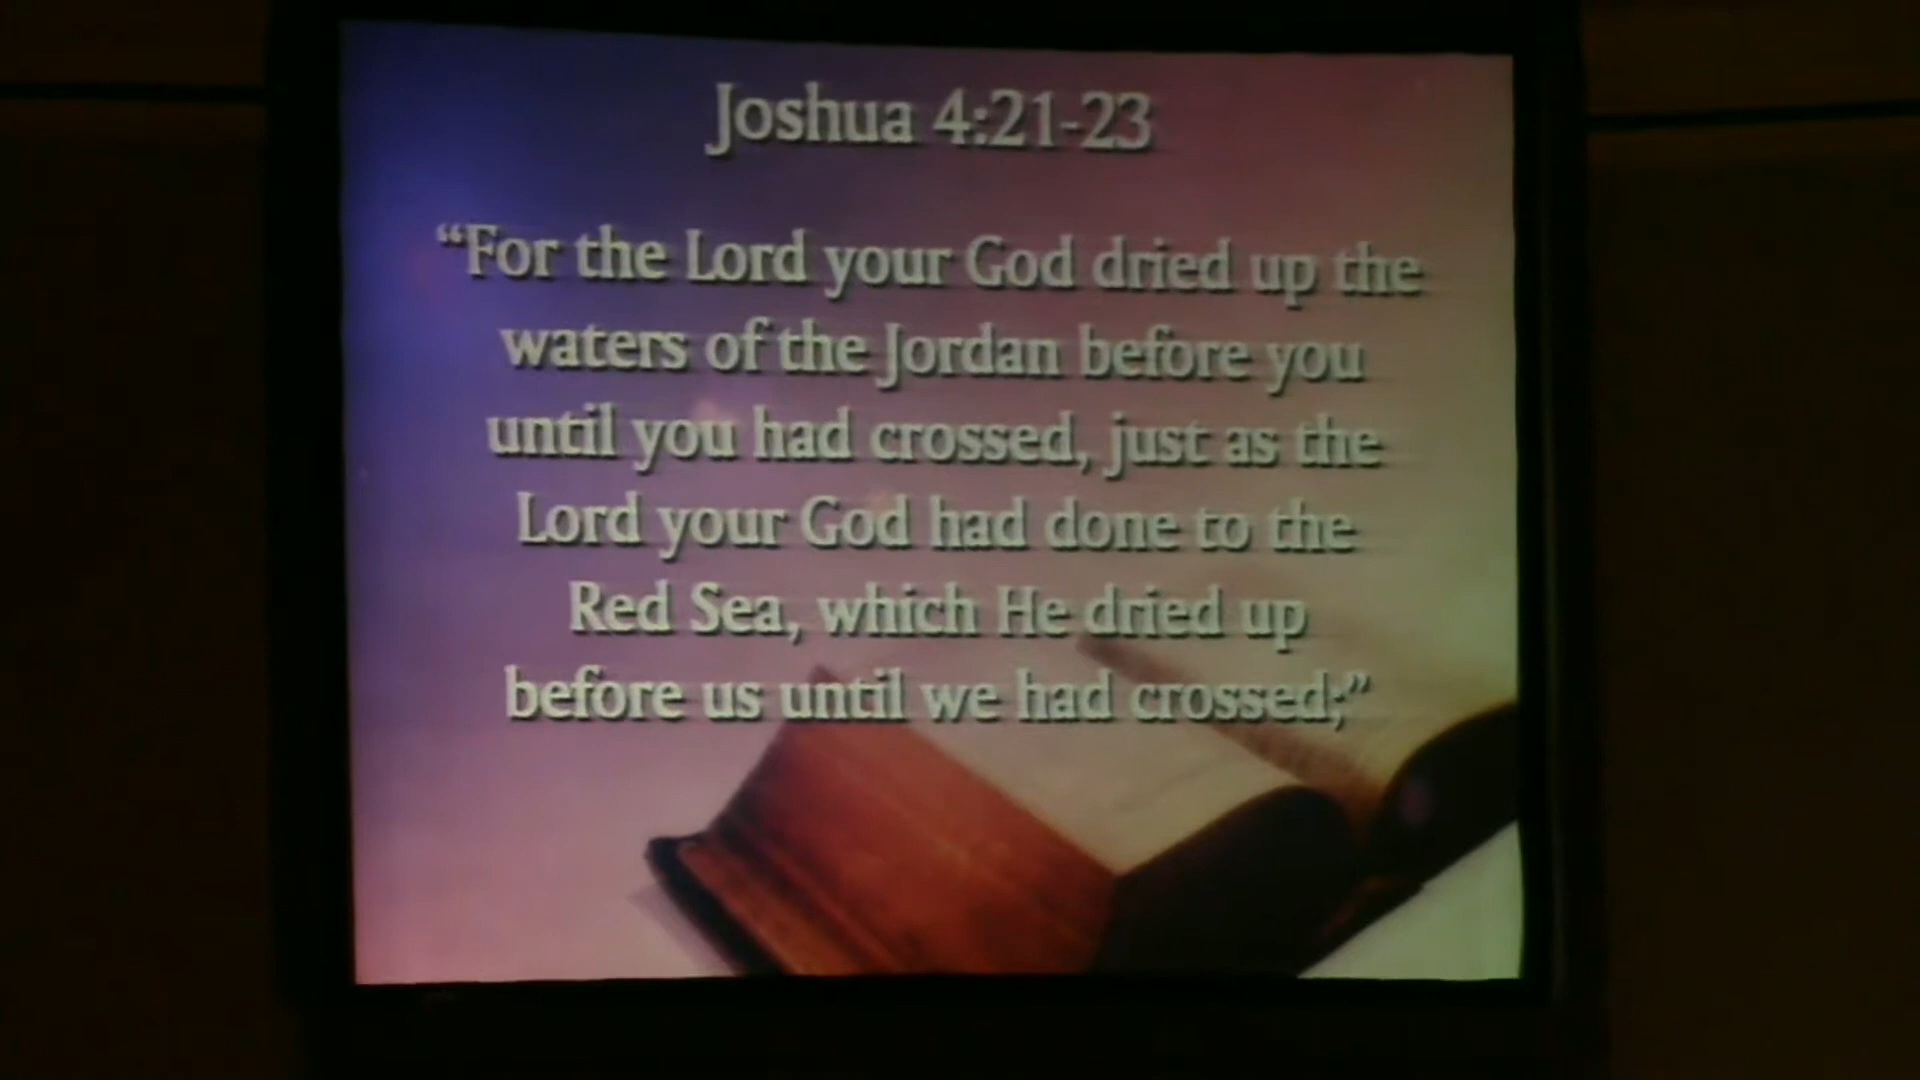 Joshua 4:21-23
“For the Lord your God dried up the
waters of the Jordan before you
until you had crossed, just as the
Lord your God had done to the
Red Sea, which He dried up
before us until we had crossed;”